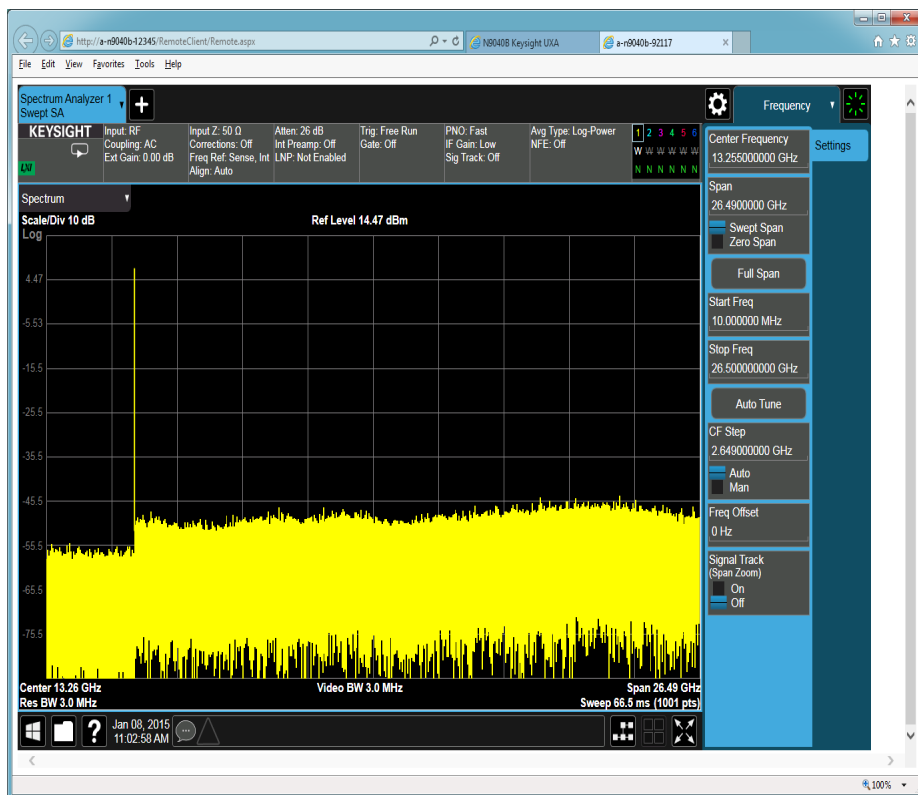 http://a-n9040b-12345/RemoteClient/Remote.aspx
N9040B Keysight UXA
a-n9040b-92117
File Edit View Favorites Tools Help
Spectrum Analyzer 1
Swept SA
Frequency
KEYSIGHT
LXI
Input: RF
Coupling: AC
Ext Gain: 0.00 dB
Input Z: 50 Ω
Corrections: Off
Freq Ref: Sense, Int
Align: Auto
Atten: 26 dB
Int Preamp: Off
LNP: Not Enabled
Trig: Free Run
Gate: Off
PNO: Fast
IF Gain: Low
Sig Track: Off
Avg Type: Log-Power
NFE: Off
1 2 3 4 5 6
W W W W W W
N N N N N N
Spectrum
Scale/Div 10 dB
Ref Level 14.47 dBm
Log
4.47
-5.53
-15.5
-25.5
-35.5
-45.5
-55.5
-65.5
-75.5
Center 13.26 GHz
Video BW 3.0 MHz
Span 26.49 GHz
Res BW 3.0 MHz
Sweep 66.5 ms (1001 pts)
Jan 08, 2015
11:02:58 AM
Center Frequency
13.255000000 GHz
Settings
Span
26.4900000 GHz
Swept Span
Zero Span
Full Span
Start Freq
10.000000 MHz
Stop Freq
26.500000000 GHz
Auto Tune
CF Step
2.649000000 GHz
Auto
Man
Freq Offset
0 Hz
Signal Track
(Span Zoom)
On
Off
100%